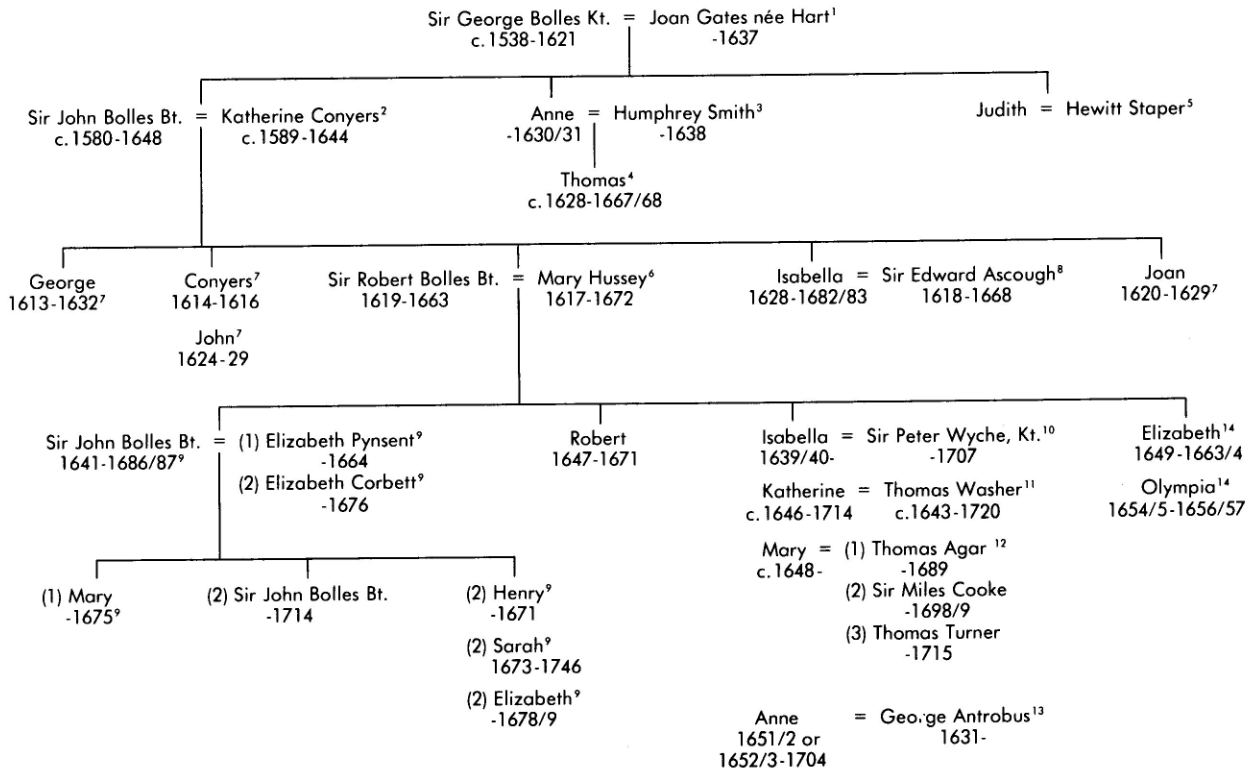 Sir George Bolles Kt. = Joan Gates née Hart¹
c. 1538-1621 -1637
Sir John Bolles Bt. = Katherine Conyers² Anne = Humphrey Smith³ Judith = Hewitt Staper⁵
c. 1580-1648 c. 1589-1644 -1630/31 -1638
Thomas⁴
c. 1628-1667/68
George Conyers⁷ Sir Robert Bolles Bt. = Mary Hussey⁶ Isabella = Sir Edward Ascough⁸ Joan
1613-1632⁷ 1614-1616 1619-1663 1617-1672 1628-1682/83 1618-1668 1620-1629⁷
John⁷
1624-29
Sir John Bolles Bt. = (1) Elizabeth Pynsent⁹ Robert Isabella = Sir Peter Wyche, Kt.¹⁰ Elizabeth¹⁴
1641-1686/87⁹ -1664 1647-1671 1639/40- -1707 1649-1663/4
(2) Elizabeth Corbett⁹ Katherine = Thomas Washer¹¹ Olympia¹⁴
-1676 c. 1646-1714 c. 1643-1720 1654/5-1656/57
Mary = (1) Thomas Agar ¹²
c. 1648- -1689
(1) Mary (2) Sir John Bolles Bt. (2) Henry⁹ (2) Sir Miles Cooke
-1675⁹ -1714 -1671 -1698/9
(2) Sarah⁹ (3) Thomas Turner
1673-1746 -1715
(2) Elizabeth⁹
-1678/9
Anne = George Antrobus¹³
1651/2 or 1631-
1652/3-1704